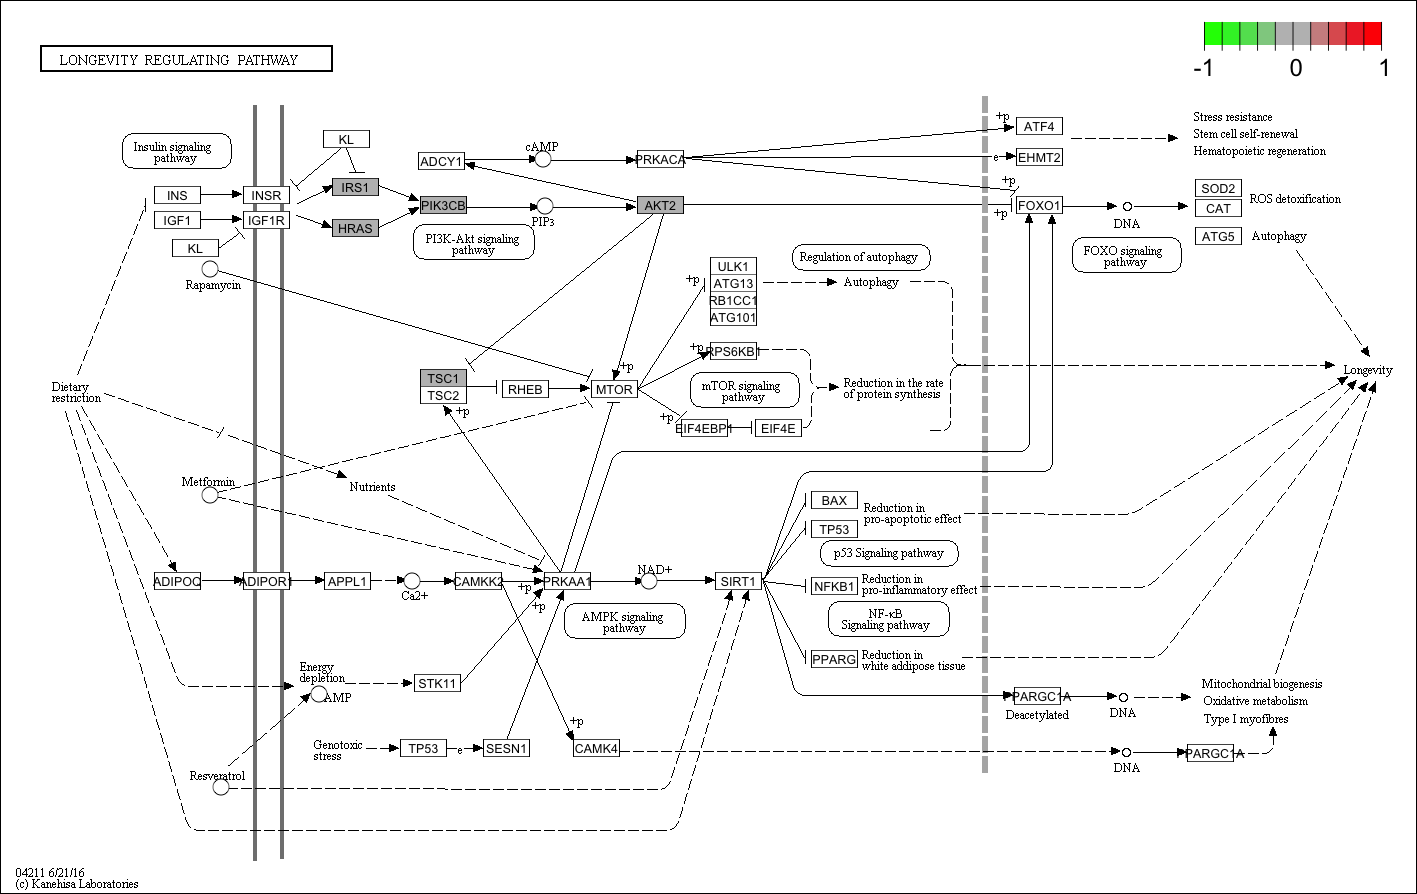 LONGEVITY REGULATING PATHWAY
-1
0
1
Insulin signaling
pathway
KL
INS
INSR
IGF1
IGF1R
KL
Rapamycin
IRS1
HRAS
ADCY1
cAMP
PRKACA
PIK3CB
PIP3
AKT2
PI3K-Akt signaling
pathway
+p
ATF4
e
EHMT2
+p
+p
FOXO1
DNA
Stress resistance
Stem cell self-renewal
Hematopoietic regeneration
SOD2
CAT
ROS detoxification
ATG5
Autophagy
FOXO signaling
pathway
Regulation of autophagy
ULK1
ATG13
RB1CC1
ATG101
+p
Autophagy
+p
+p
RPS6KB1
TSC1
TSC2
+p
RHEB
MTOR
mTOR signaling
pathway
Reduction in the rate
of protein synthesis
+p
EIF4EBP1
EIF4E
Longevity
Dietary
restriction
Metformin
Nutrients
BAX
TP53
Reduction in
pro-apoptotic effect
p53 Signaling pathway
ADIPOQ
ADIPOR1
APPL1
Ca2+
CAMKK2
+p
+p
PRKAA1
NAD+
SIRT1
NFKB1
Reduction in
pro-inflammatory effect
AMPK signaling
pathway
NF-κB
Signaling pathway
PPARG
Reduction in
white addipose tissue
Energy
depletion
AMP
STK11
PARGC1A
Deacetylated
DNA
Mitochondrial biogenesis
Oxidative metabolism
Type I myofibres
Genotoxic
stress
TP53
e
SESN1
+p
CAMK4
DNA
PPARGC1A
Resveratrol
04211 6/21/16
(c) Kanehisa Laboratories